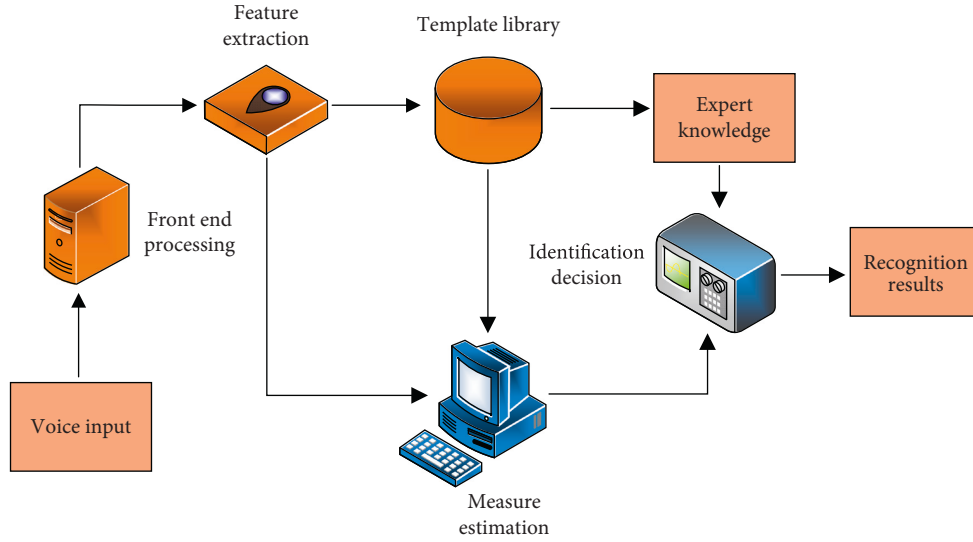 Feature
extraction
Template library
Expert
knowledge
Front end
processing
Identification
decision
Recognition
results
Voice input
Measure
estimation